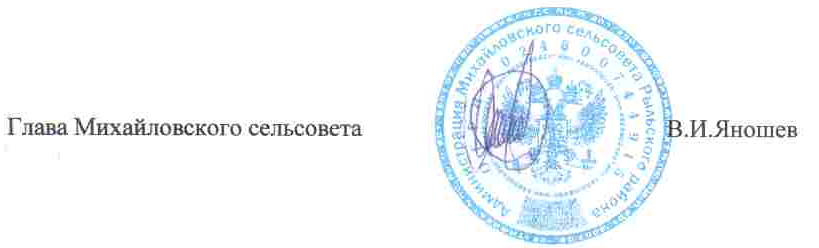 Глава Михайловского сельсовета
Администрация Михайловского сельсовета Рыльского района
В.И.Яношев